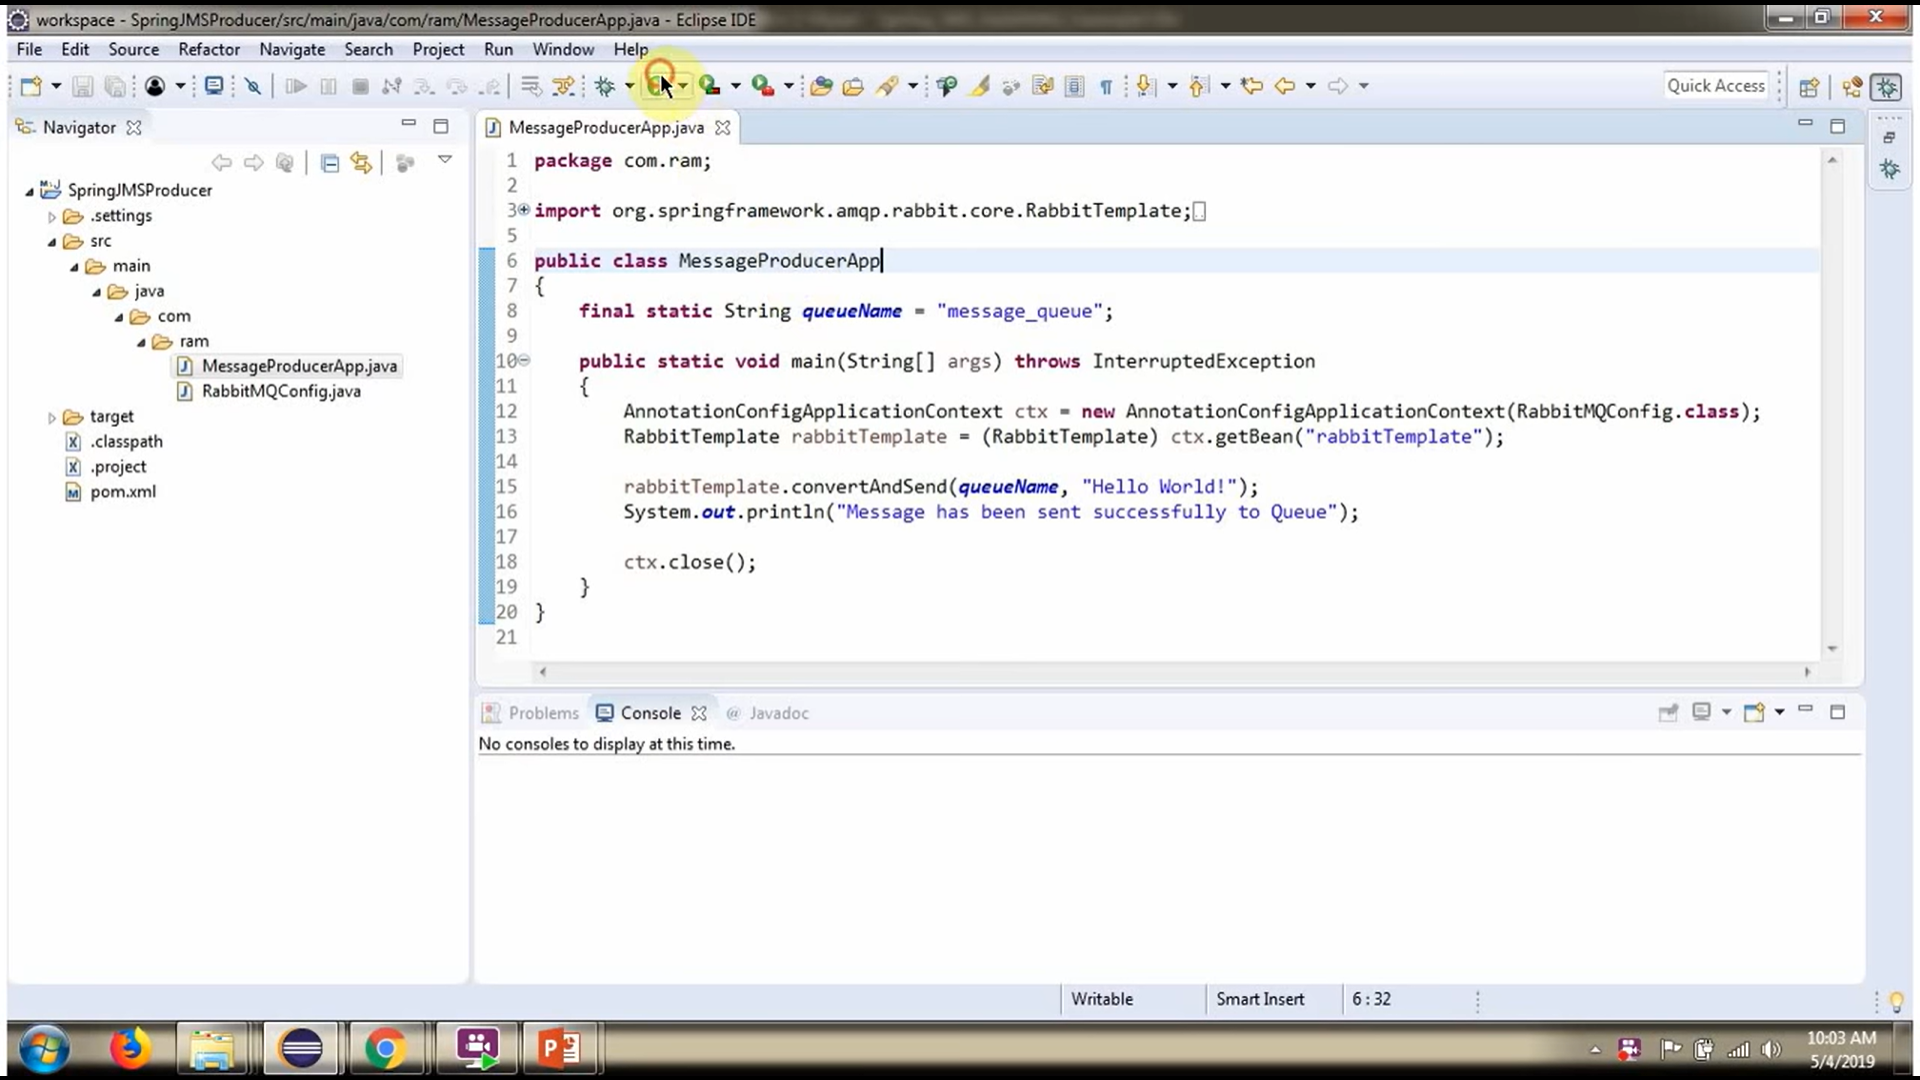 workspace - SpringJMSProducer/src/main/java/com/ram/MessageProducerApp.java - Eclipse IDE
File Edit Source Refactor Navigate Search Project Run Window Help
Quick Access
Navigator
SpringJMSProducer
.settings
src
main
java
com
ram
MessageProducerApp.java
RabbitMQConfig.java
target
.classpath
.project
pom.xml
MessageProducerApp.java
1 package com.ram;
2
3 import org.springframework.amqp.rabbit.core.RabbitTemplate;
5
6 public class MessageProducerApp
7 {
8 final static String queueName = "message_queue";
9
10 public static void main(String[] args) throws InterruptedException
11 {
12 AnnotationConfigApplicationContext ctx = new AnnotationConfigApplicationContext(RabbitMQConfig.class);
13 RabbitTemplate rabbitTemplate = (RabbitTemplate) ctx.getBean("rabbitTemplate");
14
15 rabbitTemplate.convertAndSend(queueName, "Hello World!");
16 System.out.println("Message has been sent successfully to Queue");
17
18 ctx.close();
19 }
20 }
21
Problems Console @ Javadoc
No consoles to display at this time.
Writable Smart Insert 6 : 32
10:03 AM
5/4/2019